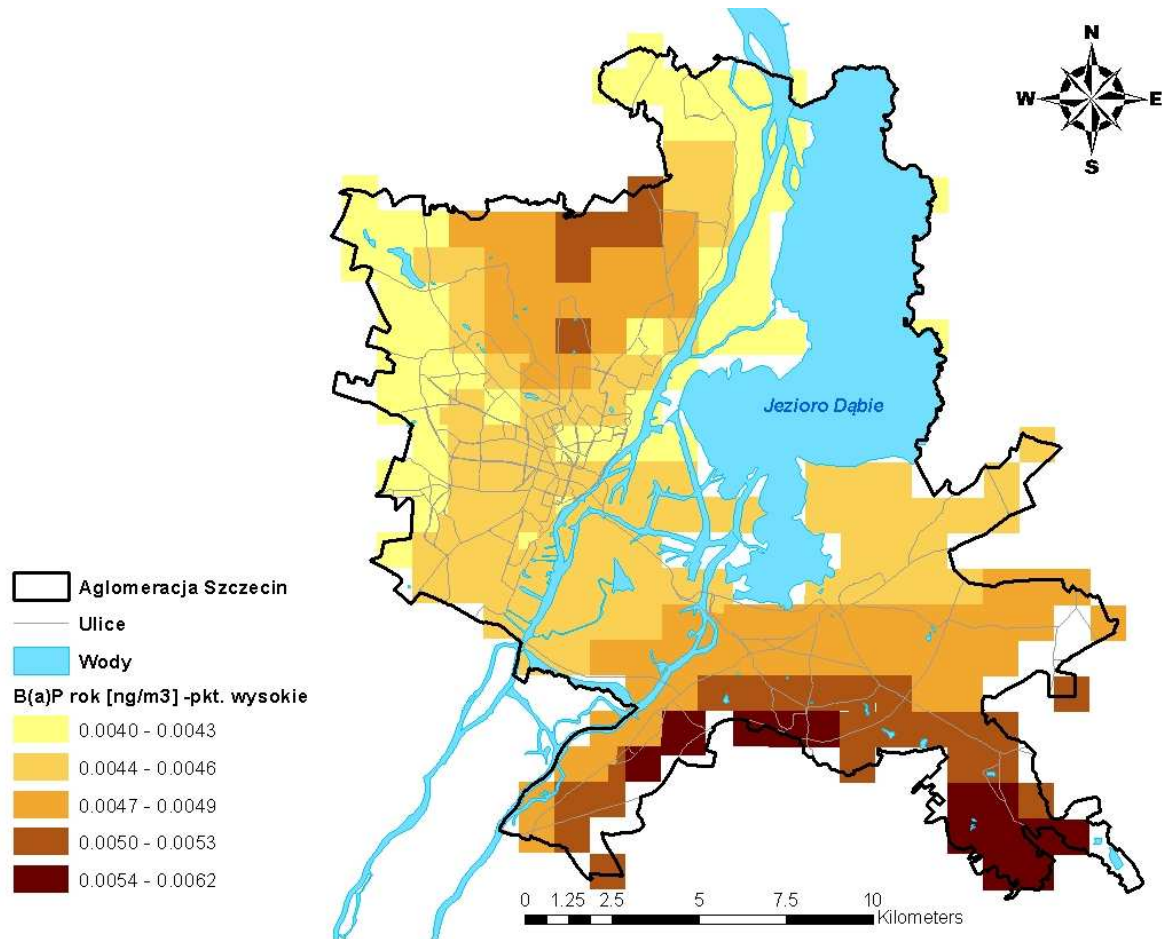 N
W E
S
Jezioro Dąbie
Aglomeracja Szczecin
Ulice
Wody
B(a)P rok [ng/m3] -pkt. wysokie
0.0040 - 0.0043
0.0044 - 0.0046
0.0047 - 0.0049
0.0050 - 0.0053
0.0054 - 0.0062
0 1.25 2.5 5 7.5 10
Kilometers